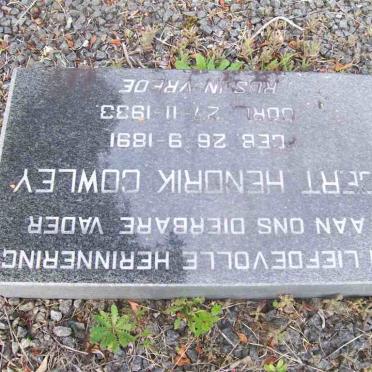 LIEFDEVOLLE HERINNERING
AAN ONS DIERBARE VADER
GERT HENDRIK COWLEY
GEB. 26-9-1891
OORL. 27-11-1933
RUS IN VREDE